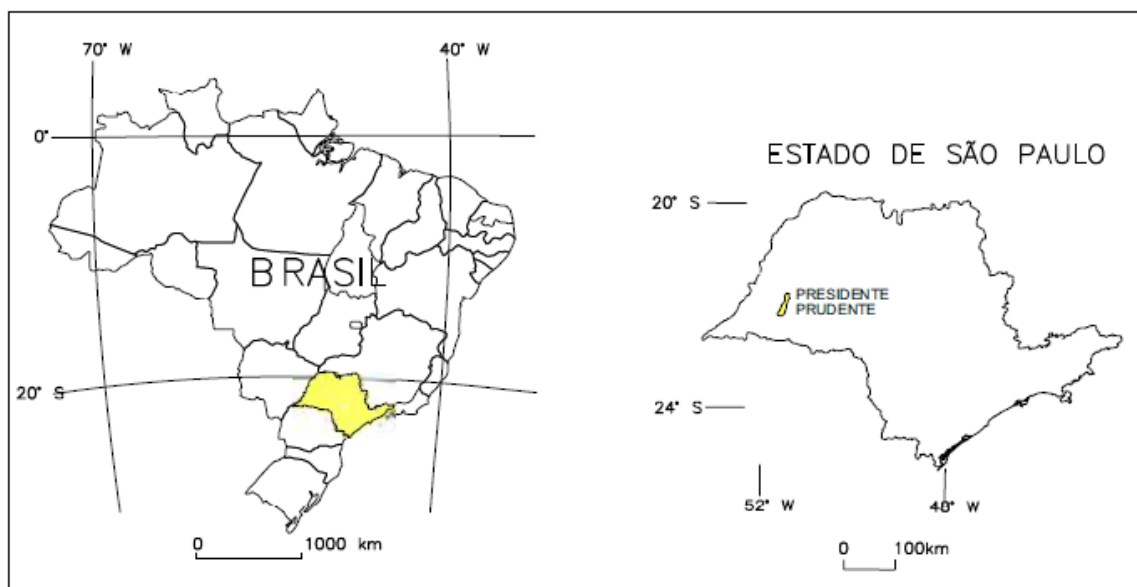 70° W
40° W
0°
BRASIL
20° S
0 1000 km
ESTADO DE SÃO PAULO
20° S
PRESIDENTE
PRUDENTE
24° S
52° W
48° W
0 100km